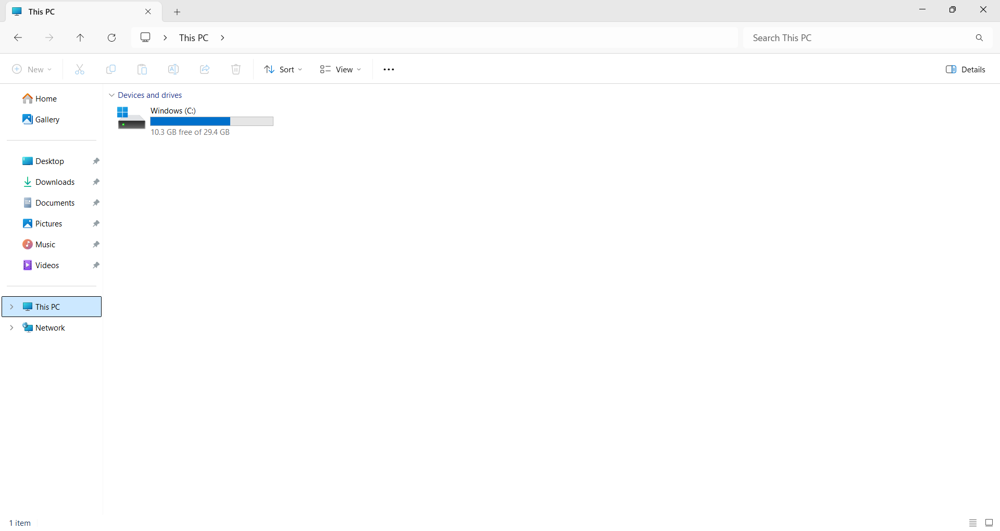 This PC
This PC
Search This PC
New
Sort
View
Details
Home
Gallery
Desktop
Downloads
Documents
Pictures
Music
Videos
This PC
Network
Devices and drives
Windows (C:)
10.3 GB free of 29.4 GB
1 item